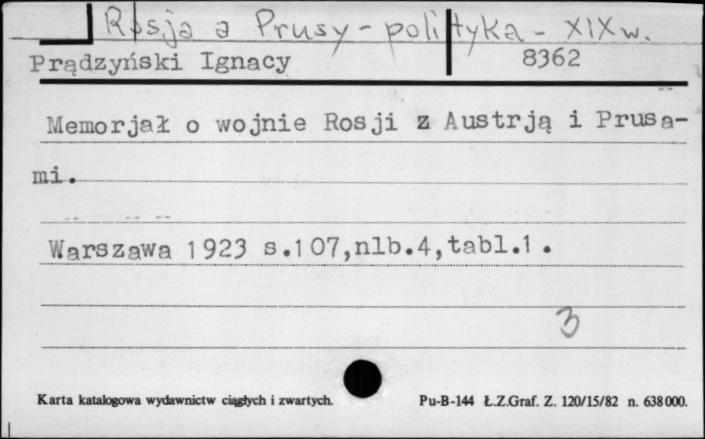 Rosja a Prusy - polityka - XIX w.
Prądzyński Ignacy 8362
Memorjał o wojnie Rosji z Austrją i Prusa-
mi.
Warszawa 1923 s.107,nlb.4,tabl.1.
3
Karta katalogowa wydawnictw ciągłych i zwartych. Pu-B-144 Ł.Z.Graf. Z. 120/15/82 n. 638000.